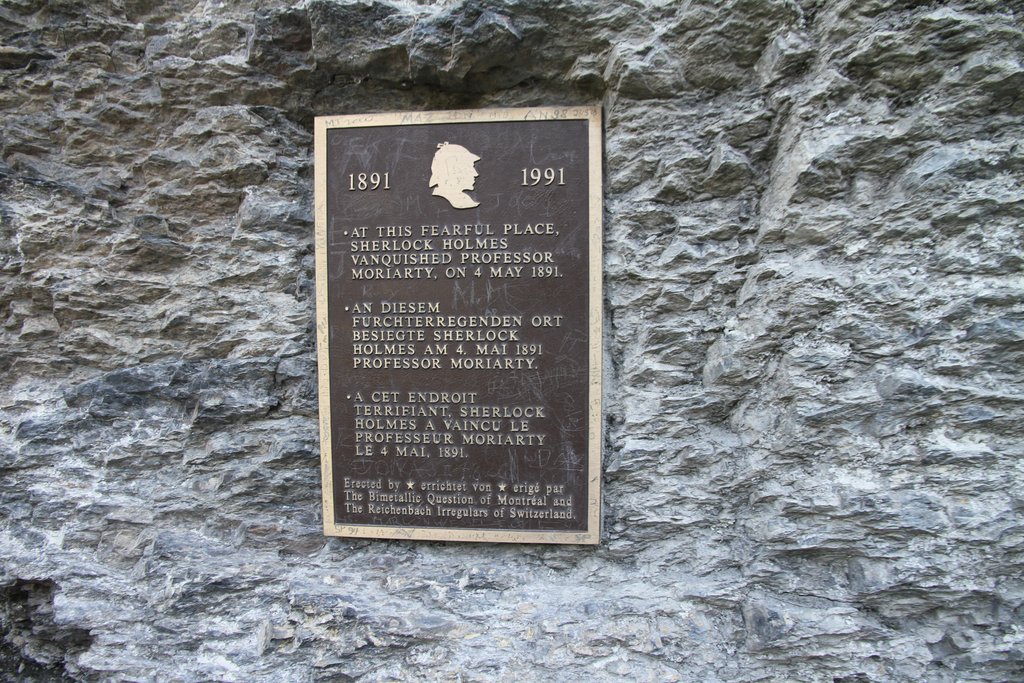 1891 1991
• AT THIS FEARFUL PLACE,
SHERLOCK HOLMES
VANQUISHED PROFESSOR
MORIARTY, ON 4 MAY 1891.
• AN DIESEM
FURCHTERREGENDEN ORT
BESIEGTE SHERLOCK
HOLMES AM 4. MAI 1891
PROFESSOR MORIARTY.
• A CET ENDROIT
TERRIFIANT, SHERLOCK
HOLMES A VAINCU LE
PROFESSEUR MORIARTY
LE 4 MAI, 1891.
Erected by ★ errichtet von ★ erigé par
The Bimetallic Question of Montréal and
The Reichenbach Irregulars of Switzerland.